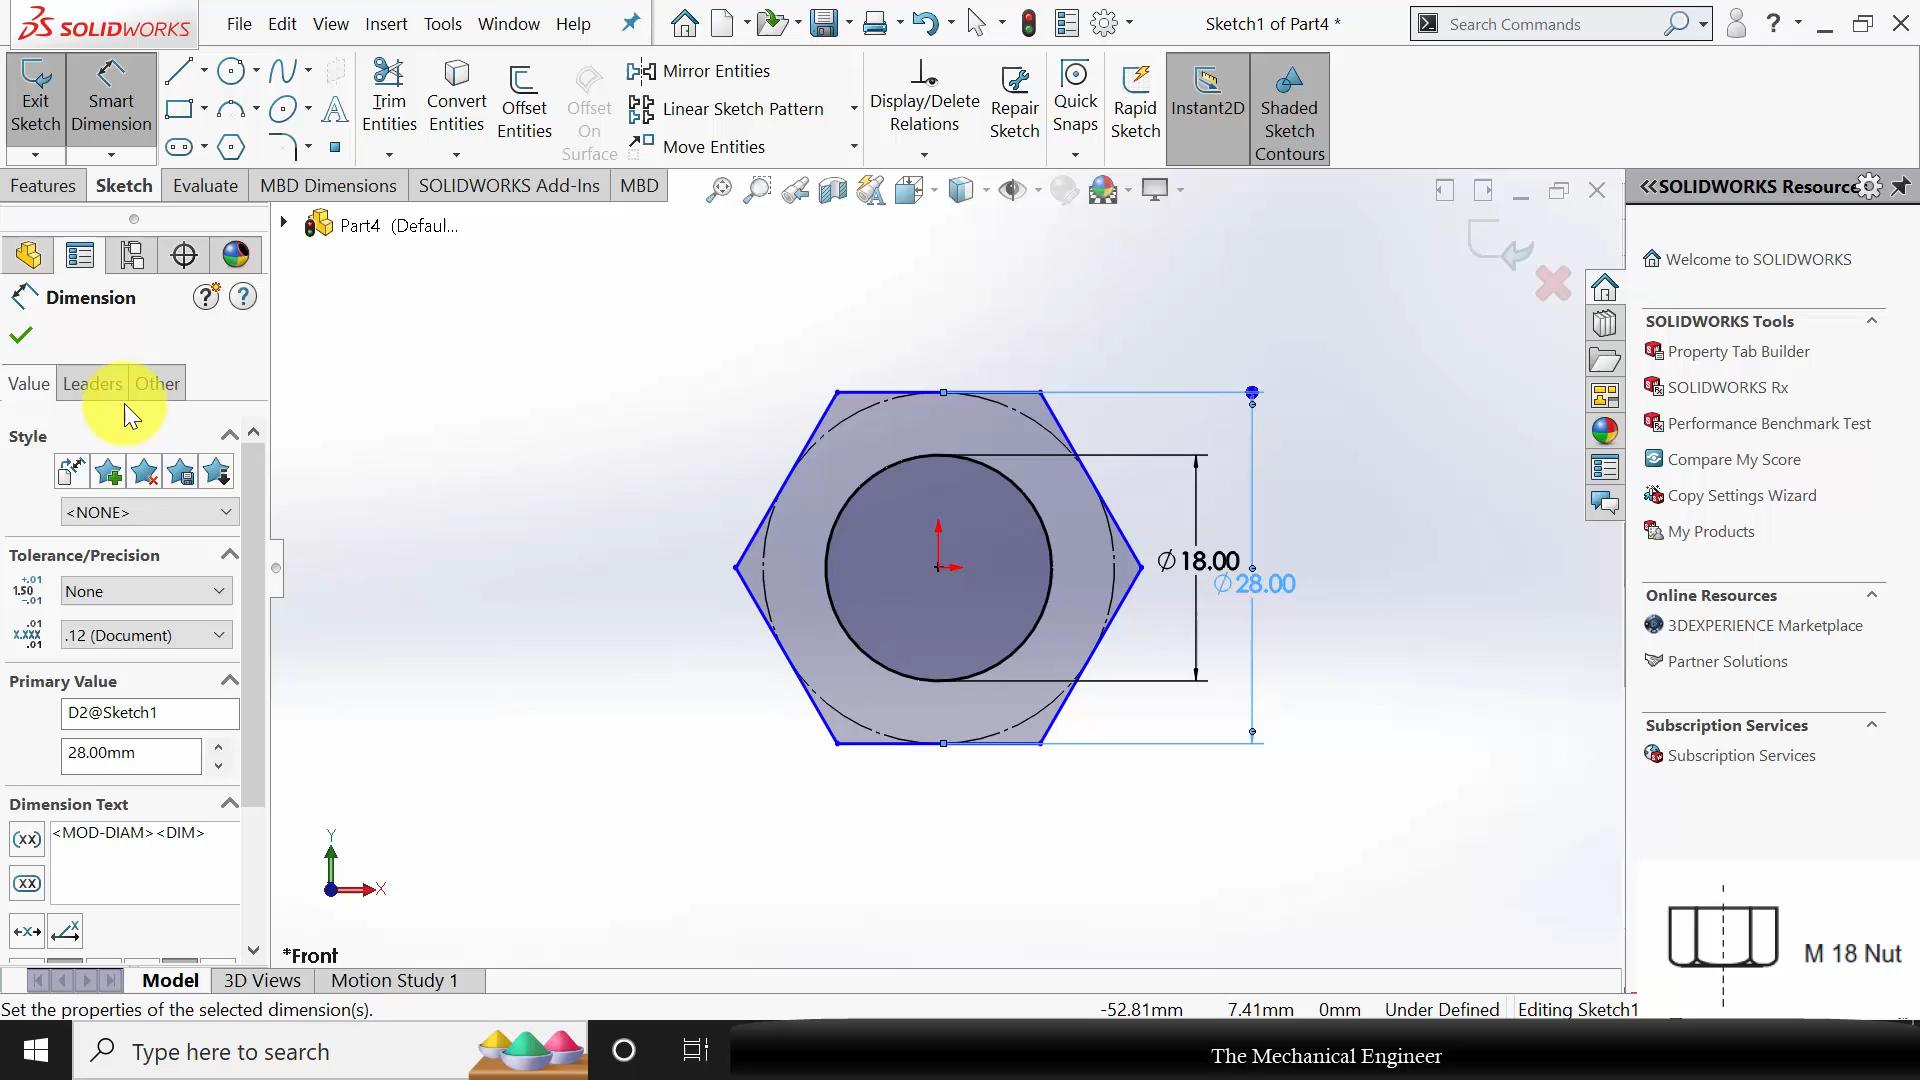 SOLIDWORKS
File Edit View Insert Tools Window Help
Sketch1 of Part4 *
Search Commands
Exit Sketch
Smart Dimension
Trim Entities
Convert Entities
Offset Entities
Offset On Surface
Mirror Entities
Linear Sketch Pattern
Move Entities
Display/Delete Relations
Repair Sketch
Quick Snaps
Rapid Sketch
Instant2D
Shaded Sketch Contours
Features Sketch Evaluate MBD Dimensions SOLIDWORKS Add-Ins MBD
Part4 (Defaul...
Dimension
Value Leaders Other
Style
<NONE>
Tolerance/Precision
None
.12 (Document)
Primary Value
D2@Sketch1
28.00mm
Dimension Text
<MOD-DIAM><DIM>
∅18.00
∅28.00
Y
X
*Front
SOLIDWORKS Resource
Welcome to SOLIDWORKS
SOLIDWORKS Tools
Property Tab Builder
SOLIDWORKS Rx
Performance Benchmark Test
Compare My Score
Copy Settings Wizard
My Products
Online Resources
3DEXPERIENCE Marketplace
Partner Solutions
Subscription Services
Subscription Services
M 18 Nut
Model 3D Views Motion Study 1
Set the properties of the selected dimension(s).
-52.81mm 7.41mm 0mm Under Defined Editing Sketch1
Type here to search
The Mechanical Engineer